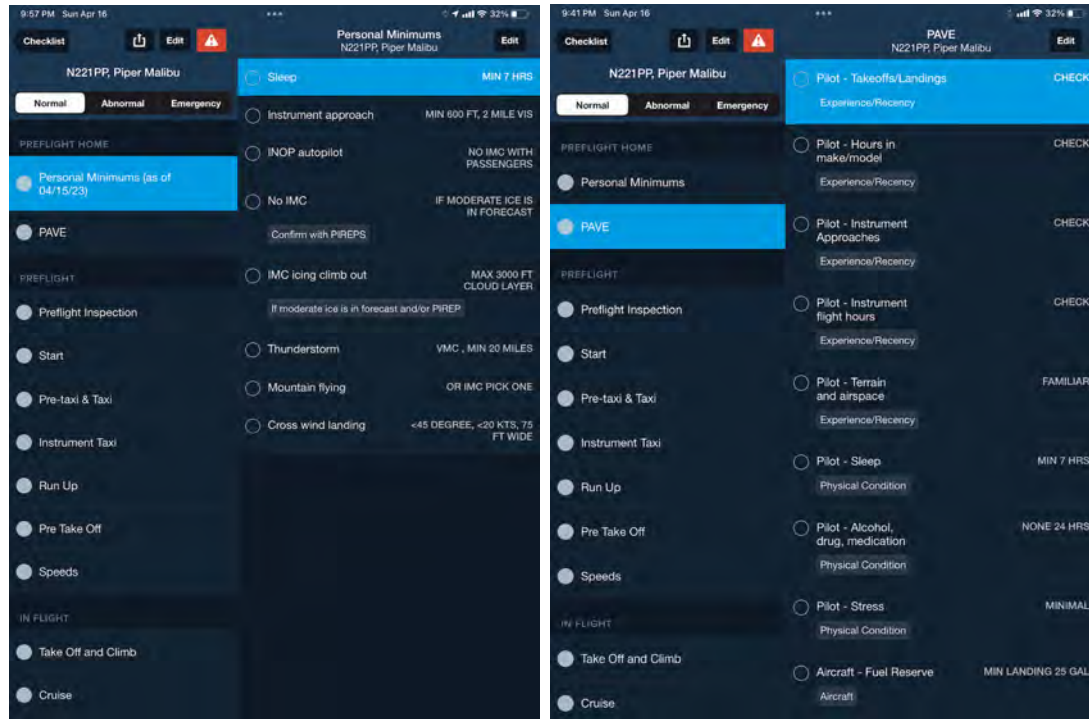 9:57 PM Sun Apr 16
32%
Checklist
Edit
N221PP, Piper Malibu
Normal Abnormal Emergency
PREFLIGHT HOME
Personal Minimums (as of
04/15/23)
PAVE
PREFLIGHT
Preflight Inspection
Start
Pre-taxi & Taxi
Instrument Taxi
Run Up
Pre Take Off
Speeds
IN FLIGHT
Take Off and Climb
Cruise
Personal Minimums
N221PP, Piper Malibu
Edit
Sleep MIN 7 HRS
Instrument approach MIN 600 FT, 2 MILE VIS
INOP autopilot NO IMC WITH
PASSENGERS
No IMC IF MODERATE ICE IS
IN FORECAST
Confirm with PIREPS
IMC icing climb out MAX 3000 FT
CLOUD LAYER
If moderate ice is in forecast and/or PIREP
Thunderstorm VMC , MIN 20 MILES
Mountain flying OR IMC PICK ONE
Cross wind landing <45 DEGREE, <20 KTS, 75
FT WIDE
9:41 PM Sun Apr 16
32%
Checklist
Edit
N221PP, Piper Malibu
Normal Abnormal Emergency
PREFLIGHT HOME
Personal Minimums
PAVE
PREFLIGHT
Preflight Inspection
Start
Pre-taxi & Taxi
Instrument Taxi
Run Up
Pre Take Off
Speeds
IN FLIGHT
Take Off and Climb
Cruise
PAVE
N221PP, Piper Malibu
Edit
Pilot - Takeoffs/Landings CHECK
Experience/Recency
Pilot - Hours in CHECK
make/model
Experience/Recency
Pilot - Instrument CHECK
Approaches
Experience/Recency
Pilot - Instrument CHECK
flight hours
Experience/Recency
Pilot - Terrain FAMILIAR
and airspace
Experience/Recency
Pilot - Sleep MIN 7 HRS
Physical Condition
Pilot - Alcohol, NONE 24 HRS
drug, medication
Physical Condition
Pilot - Stress MINIMAL
Physical Condition
Aircraft - Fuel Reserve MIN LANDING 25 GAL
Aircraft